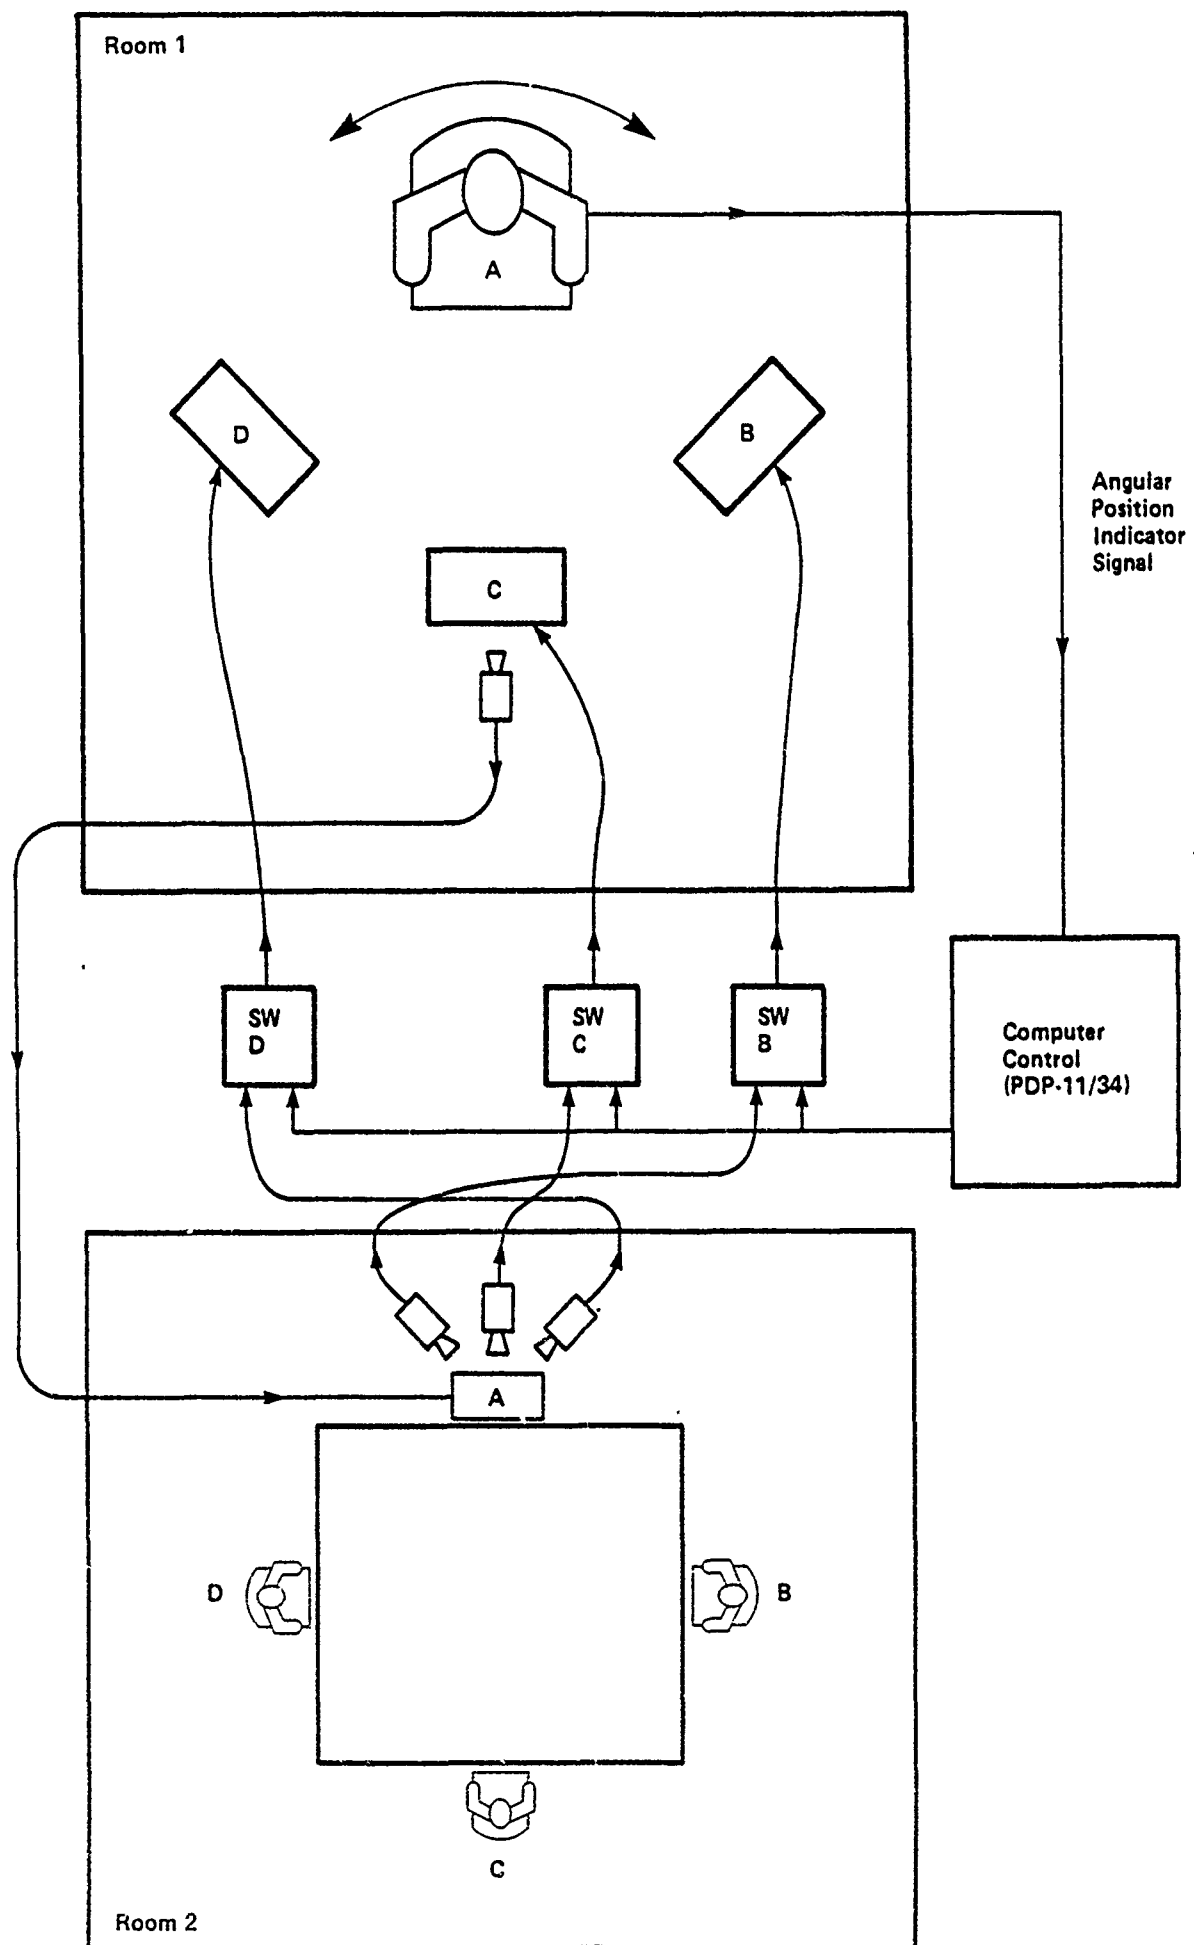 Room 1
A
D
B
Angular
Position
Indicator
Signal
C
SW
D
SW
C
SW
B
Computer
Control
(PDP-11/34)
A
D
B
C
Room 2